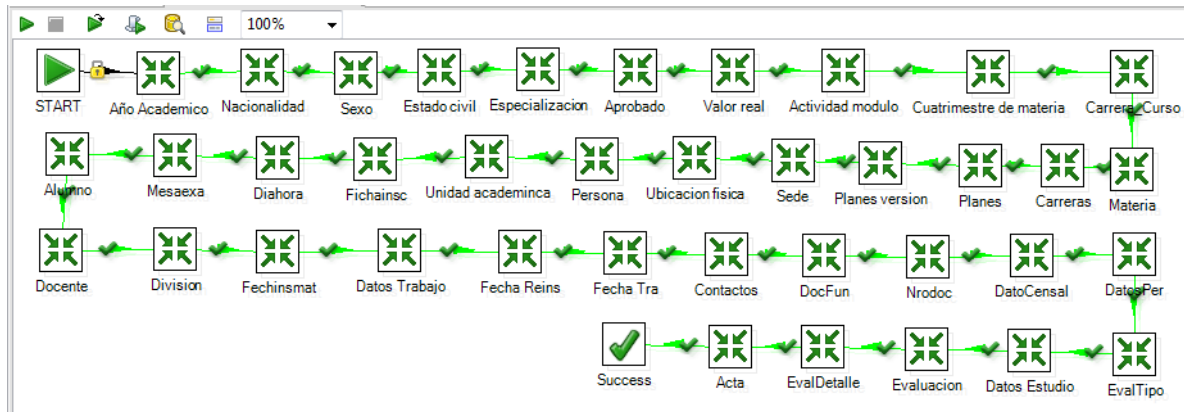 100%
START
Año Academico
Nacionalidad
Sexo
Estado civil
Especializacion
Aprobado
Valor real
Actividad modulo
Cuatrimestre de materia
Carrera_Curso
Alumno
Mesaexa
Diahora
Fichainsc
Unidad academinca
Persona
Ubicacion fisica
Sede
Planes version
Planes
Carreras
Materia
Docente
Division
Fechinsmat
Datos Trabajo
Fecha Reins
Fecha Tra
Contactos
DocFun
Nrodoc
DatoCensal
DatosPer
Success
Acta
EvalDetalle
Evaluacion
Datos Estudio
EvalTipo